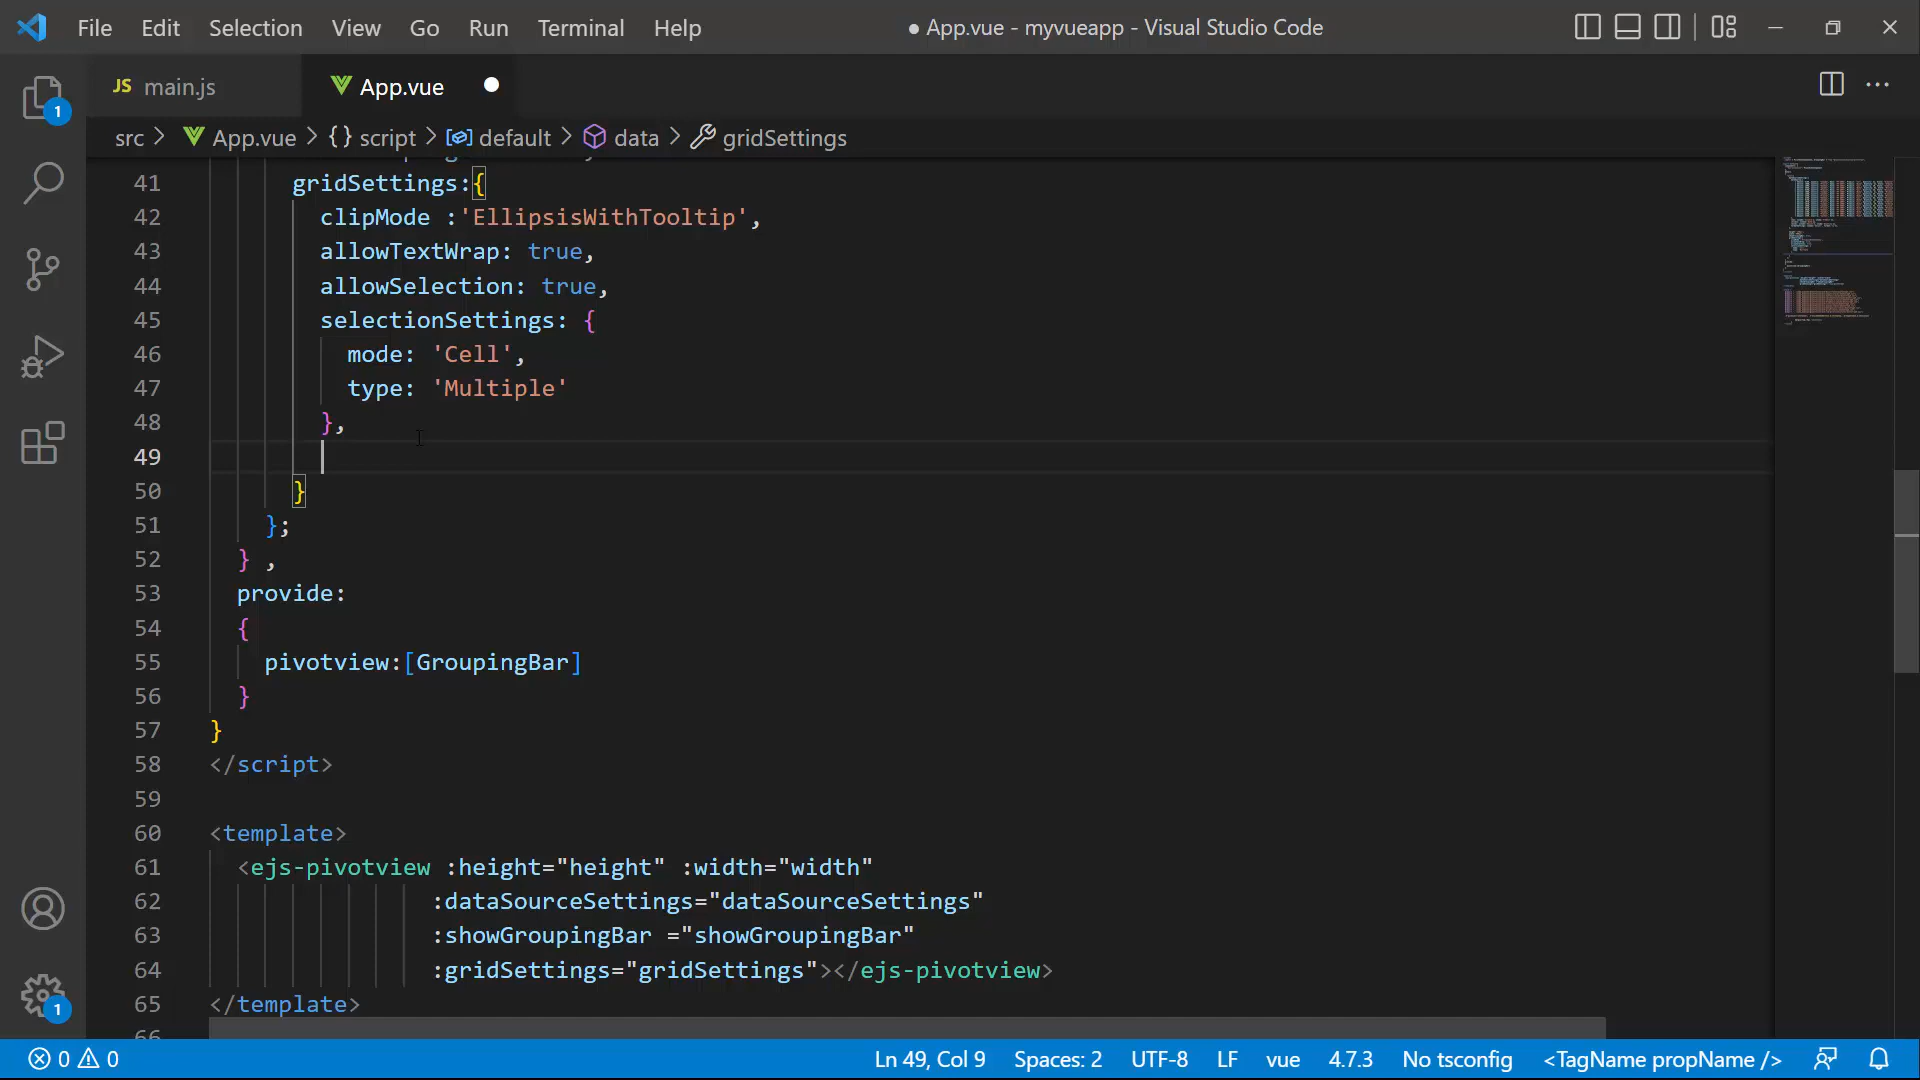 File Edit Selection View Go Run Terminal Help
● App.vue - myvueapp - Visual Studio Code
JS main.js
App.vue
src > App.vue > {} script > default > data > gridSettings
1
41 gridSettings:{
42 clipMode :'EllipsisWithTooltip',
43 allowTextWrap: true,
44 allowSelection: true,
45 selectionSettings: {
46 mode: 'Cell',
47 type: 'Multiple'
48 },
49
50 }
51 };
52 } ,
53 provide:
54 {
55 pivotview:[GroupingBar]
56 }
57 }
58 </script>
59
60 <template>
61 <ejs-pivotview :height="height" :width="width"
62 :dataSourceSettings="dataSourceSettings"
63 :showGroupingBar ="showGroupingBar"
64 :gridSettings="gridSettings"></ejs-pivotview>
65 </template>
1
0 0 Ln 49, Col 9 Spaces: 2 UTF-8 LF vue 4.7.3 No tsconfig <TagName propName />